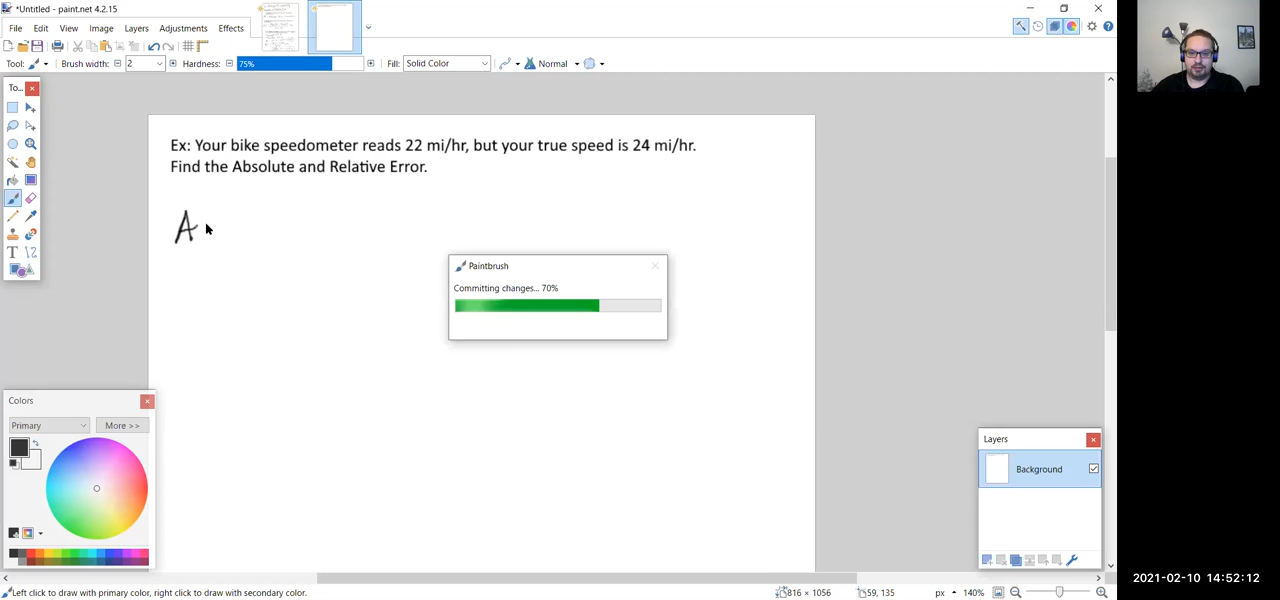 *Untitled - paint.net 4.2.15
File Edit View Image Layers Adjustments Effects
Tool: Brush width: 2 Hardness: 75% Fill: Solid Color Normal
To...
Ex: Your bike speedometer reads 22 mi/hr, but your true speed is 24 mi/hr.
Find the Absolute and Relative Error.
A
Paintbrush
Committing changes... 70%
Colors
Primary More >>
Layers
Background
2021-02-10 14:52:12
Left click to draw with primary color, right click to draw with secondary color. 816 × 1056 59, 135 px 140%